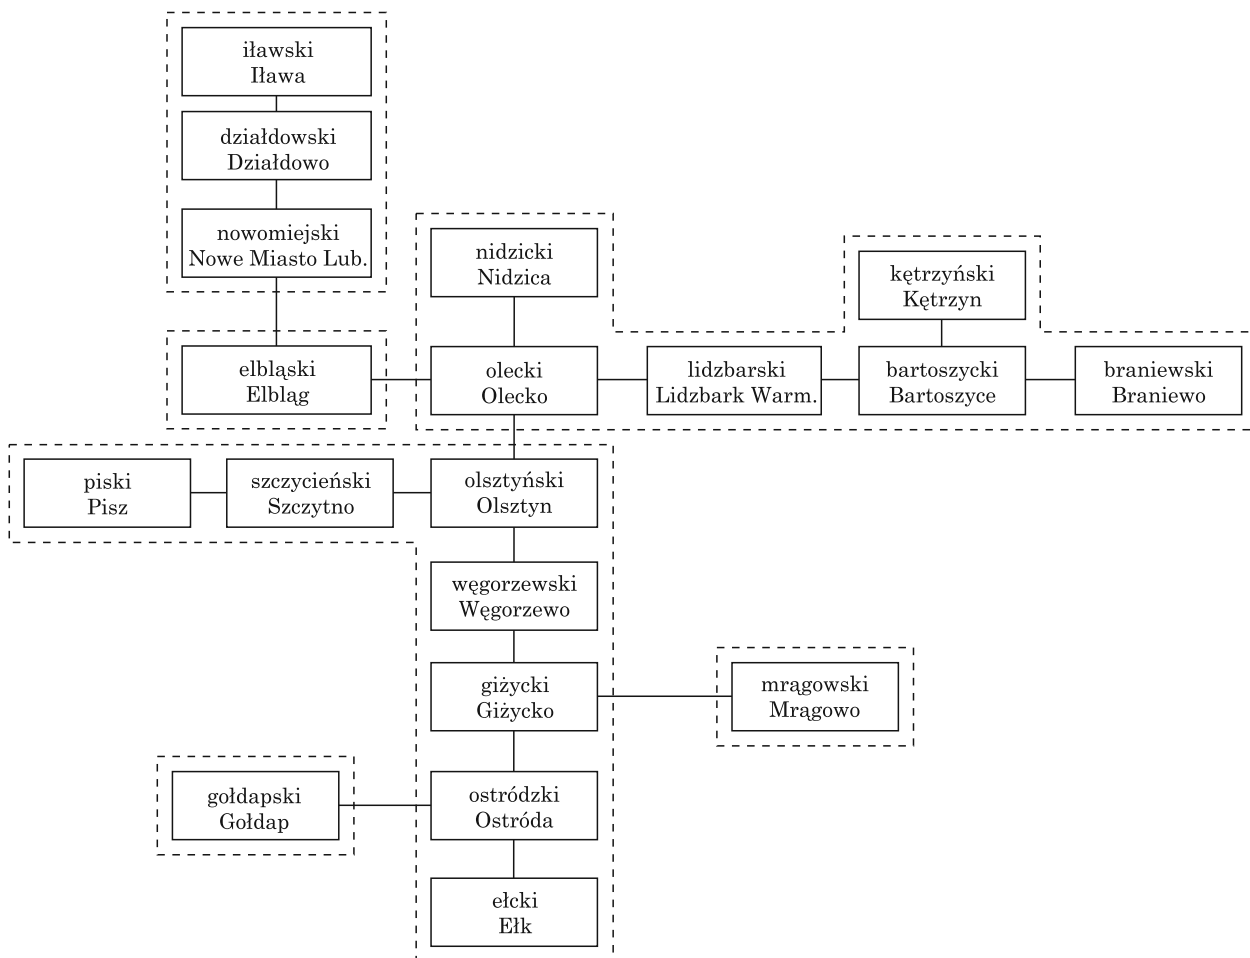 iławski
Iława
działdowski
Działdowo
nowomiejski
Nowe Miasto Lub.
nidzicki
Nidzica
kętrzyński
Kętrzyn
elbląski
Elbląg
olecki
Olecko
lidzbarski
Lidzbark Warm.
bartoszycki
Bartoszyce
braniewski
Braniewo
piski
Pisz
szczycieński
Szczytno
olsztyński
Olsztyn
węgorzewski
Węgorzewo
giżycki
Giżycko
mrągowski
Mrągowo
gołdapski
Gołdap
ostródzki
Ostróda
ełcki
Ełk